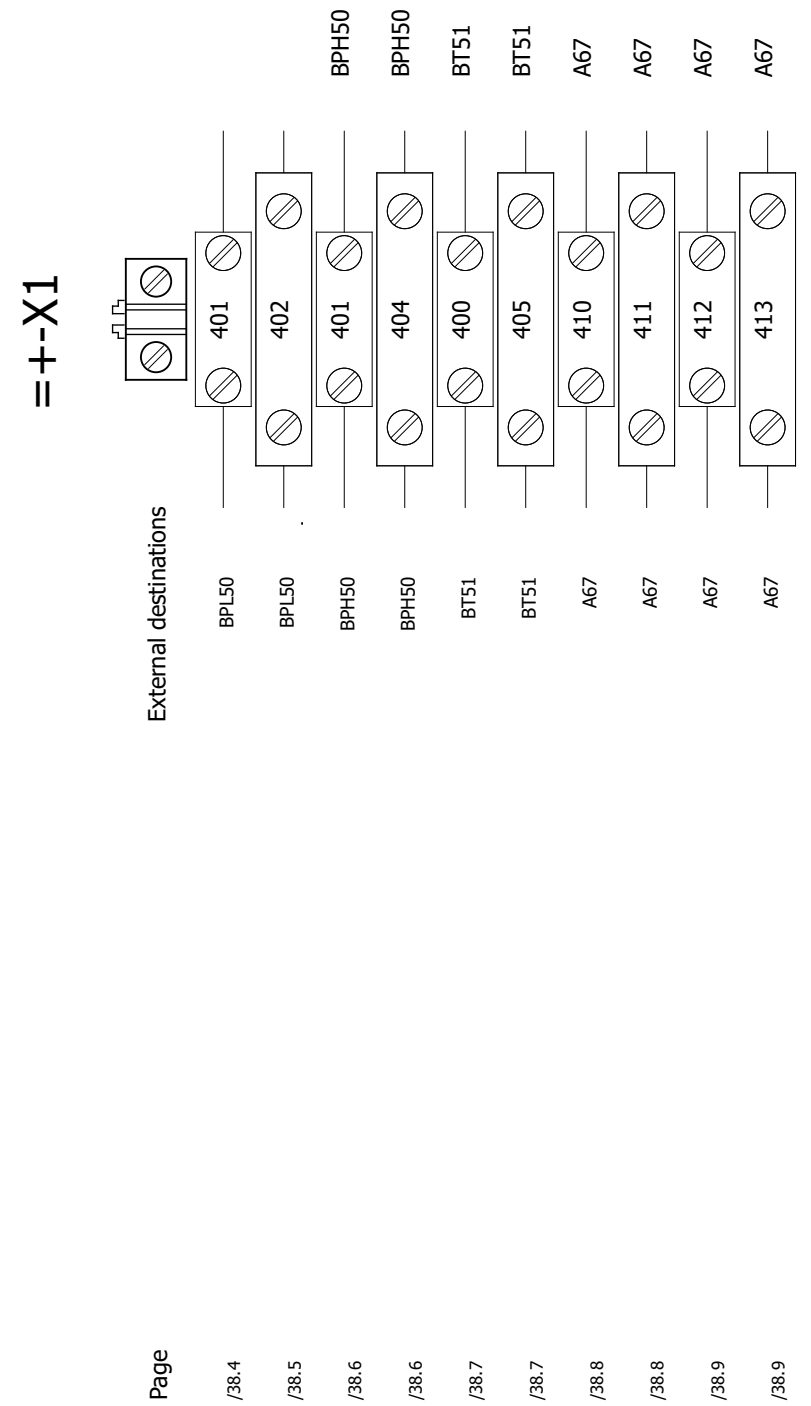 =+-X1
Page External destinations
/38.4 BPL50 401
/38.5 BPL50 402
/38.6 BPH50 401 BPH50
/38.6 BPH50 404 BPH50
/38.7 BT51 400 BT51
/38.7 BT51 405 BT51
/38.8 A67 410 A67
/38.8 A67 411 A67
/38.9 A67 412 A67
/38.9 A67 413 A67